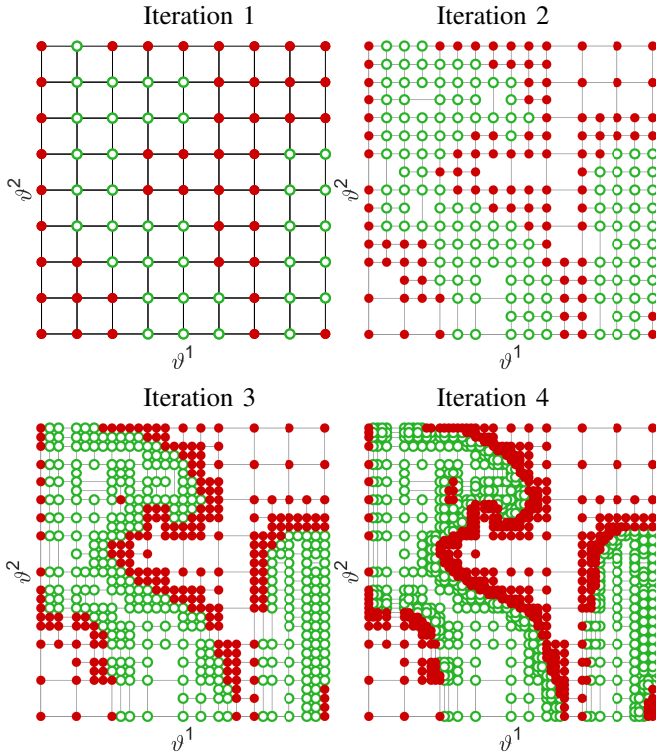 Iteration 1
Iteration 2
ϑ2
ϑ2
ϑ1
ϑ1
Iteration 3
Iteration 4
ϑ2
ϑ2
ϑ1
ϑ1